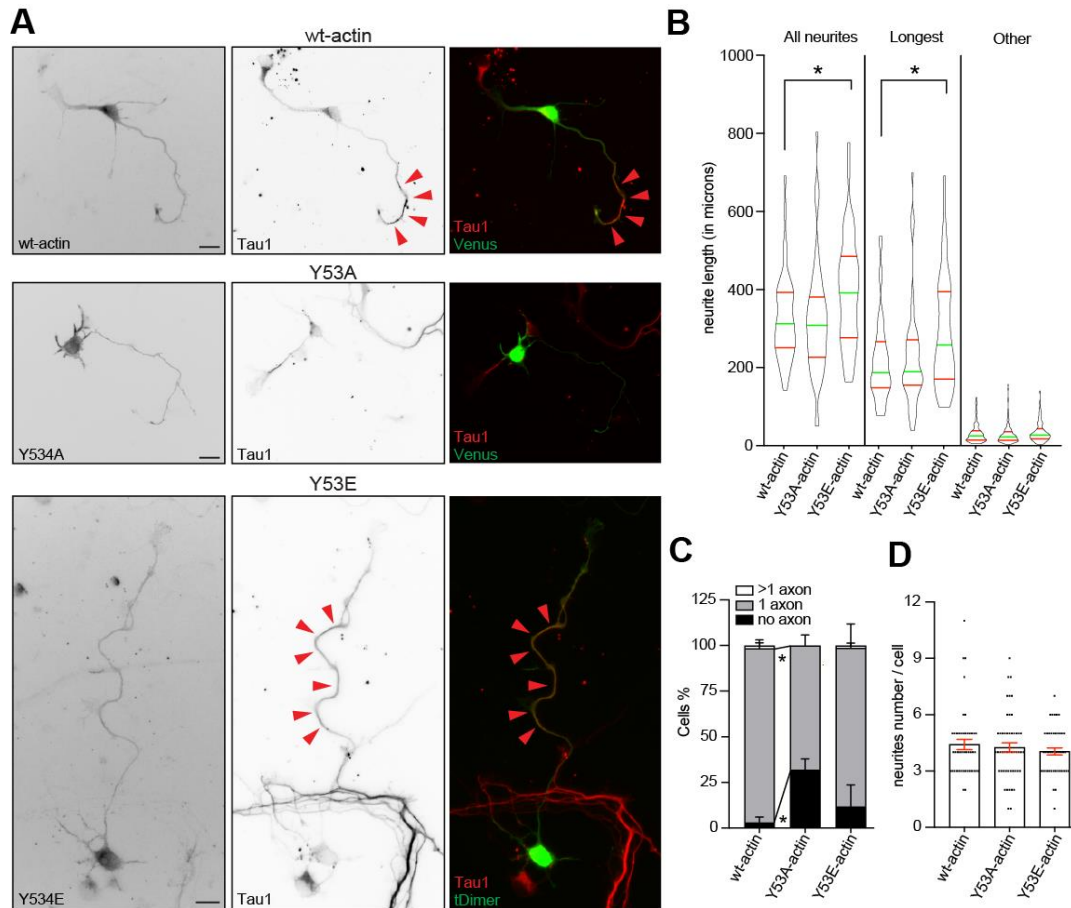 A
wt-actin
wt-actin
Tau1
Tau1
Venus
Y53A
Y534A
Tau1
Tau1
Venus
Y53E
Y534E
Tau1
Tau1
tDimer
B
All neurites
Longest
Other
*
*
neurite length (in microns)
1000
800
600
400
200
0
wt-actin
Y53A-actin
Y53E-actin
wt-actin
Y53A-actin
Y53E-actin
wt-actin
Y53A-actin
Y53E-actin
C
>1 axon
1 axon
no axon
Cells %
125
100
75
50
25
0
*
*
wt-actin
Y53A-actin
Y53E-actin
D
neurites number / cell
12
9
6
3
0
wt-actin
Y53A-actin
Y53E-actin